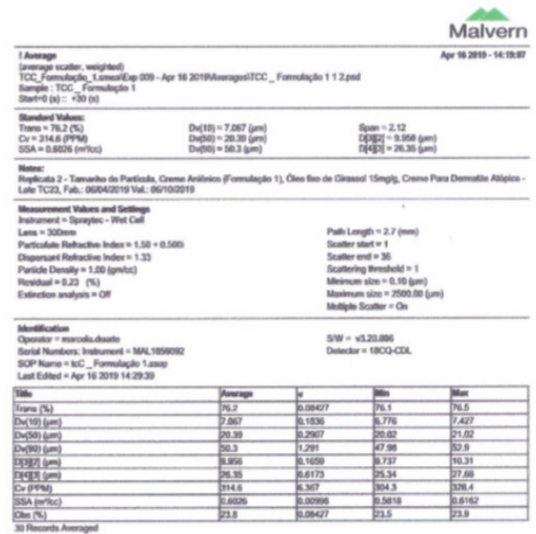 Malvern
! Average
Apr 16 2019 - 14:19:07
(average scatter, weighted)
TCC_Formulação_1.smea\Exp 009 - Apr 16 2019\Averages\TCC _ Formulação 1 1 2.psd
Sample : TCC _ Formulação 1
Start+0 (s) :: +30 (s)
Standard Values:
Trans = 76.2 (%) Dv(10) = 7.067 (µm) Span = 2.12
Cv = 314.6 (PPM) Dv(50) = 20.39 (µm) D[3][2] = 9.956 (µm)
SSA = 0.6026 (m²/cc) Dv(90) = 50.3 (µm) D[4][3] = 26.35 (µm)
Notes:
Replicata 2 - Tamanho de Partícula, Creme Aniônico (Formulação 1), Óleo fixo de Girassol 15mg/g, Creme Para Dermatite Atópica -
Lote TC23, Fab.: 06/04/2019 Val.: 06/10/2019
Measurement Values and Settings
Instrument = Spraytec - Wet Cell
Lens = 300mm Path Length = 2.7 (mm)
Particulate Refractive Index = 1.50 + 0.500i Scatter start = 1
Dispersant Refractive Index = 1.33 Scatter end = 36
Particle Density = 1.00 (gm/cc) Scattering threshold = 1
Residual = 0.23 (%) Minimum size = 0.10 (µm)
Extinction analysis = Off Maximum size = 2500.00 (µm)
Multiple Scatter = On
Identification
Operator = marcela.duarte S/W = v3.20.006
Serial Numbers: Instrument = MAL1059092 Detector = 18CQ-CDL
SOP Name = tcC _ Formulação 1.asop
Last Edited = Apr 16 2019 14:29:39
Title Average σ Min Max
Trans (%) 76.2 0.08427 76.1 76.5
Dv(10) (µm) 7.067 0.1836 6.776 7.427
Dv(50) (µm) 20.39 0.2907 20.02 21.02
Dv(90) (µm) 50.3 1.291 47.98 52.9
D[3][2] (µm) 9.956 0.1659 9.737 10.31
D[4][3] (µm) 26.35 0.6173 25.34 27.68
Cv (PPM) 314.6 6.367 304.3 328.4
SSA (m²/cc) 0.6026 0.00998 0.5818 0.6162
Obs (%) 23.8 0.08427 23.5 23.9
30 Records Averaged